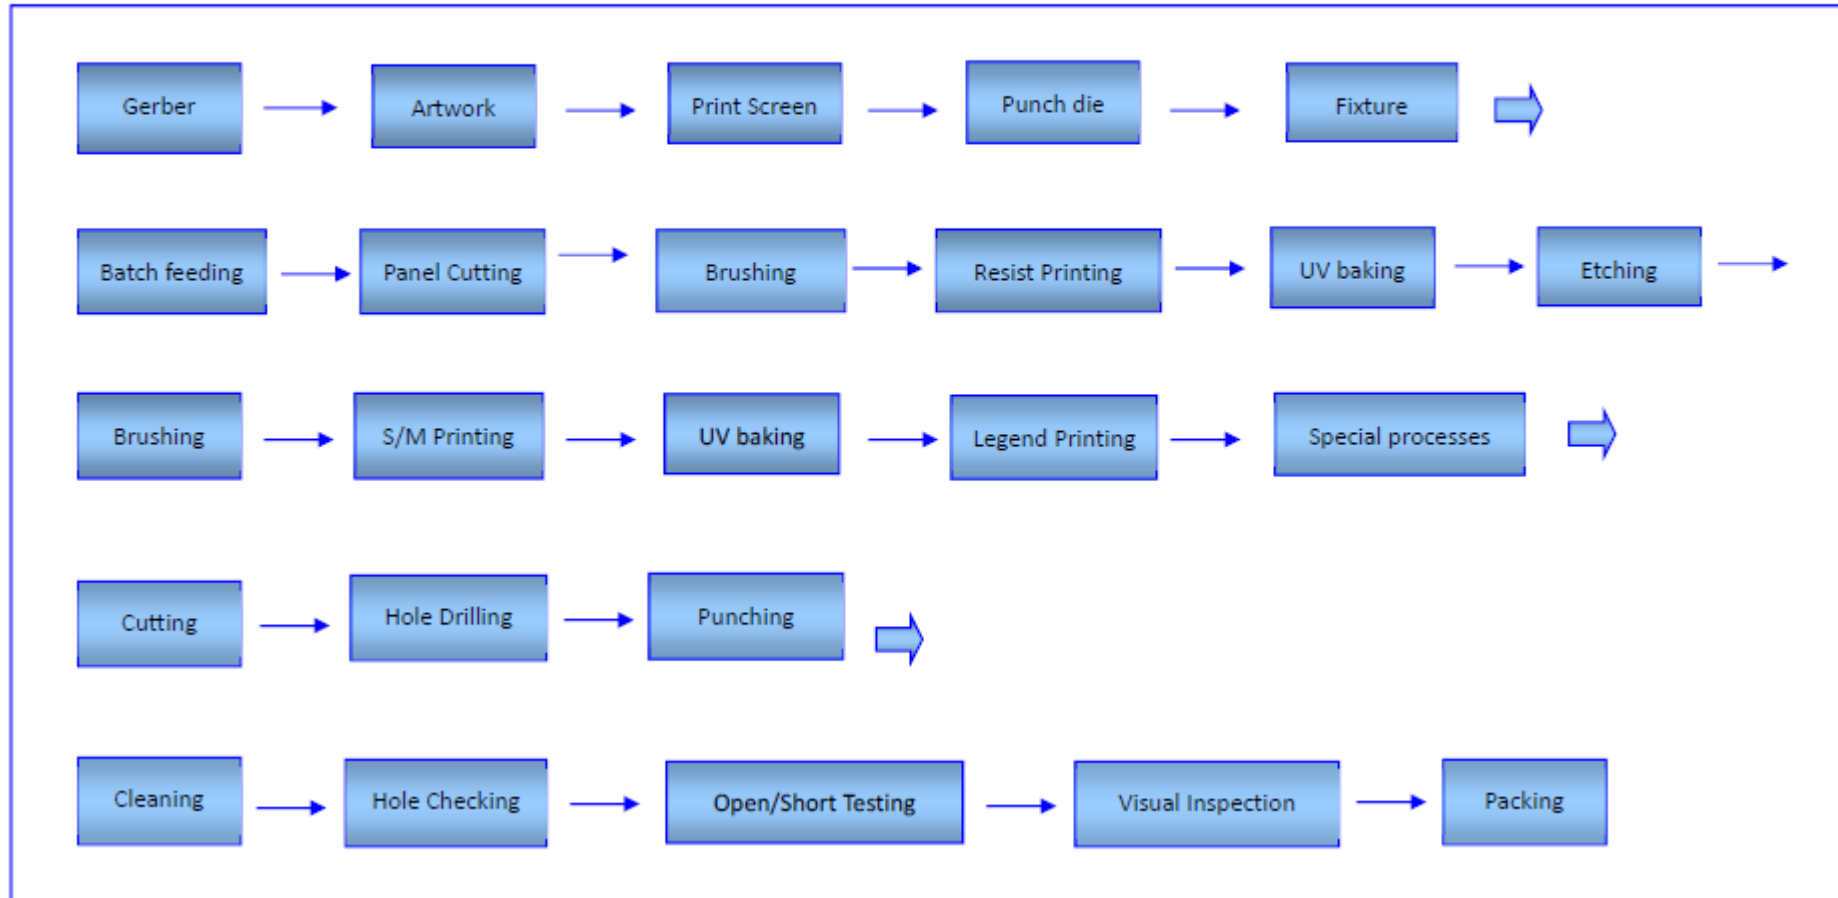 Gerber
Artwork
Print Screen
Punch die
Fixture
Batch feeding
Panel Cutting
Brushing
Resist Printing
UV baking
Etching
Brushing
S/M Printing
UV baking
Legend Printing
Special processes
Cutting
Hole Drilling
Punching
Cleaning
Hole Checking
Open/Short Testing
Visual Inspection
Packing